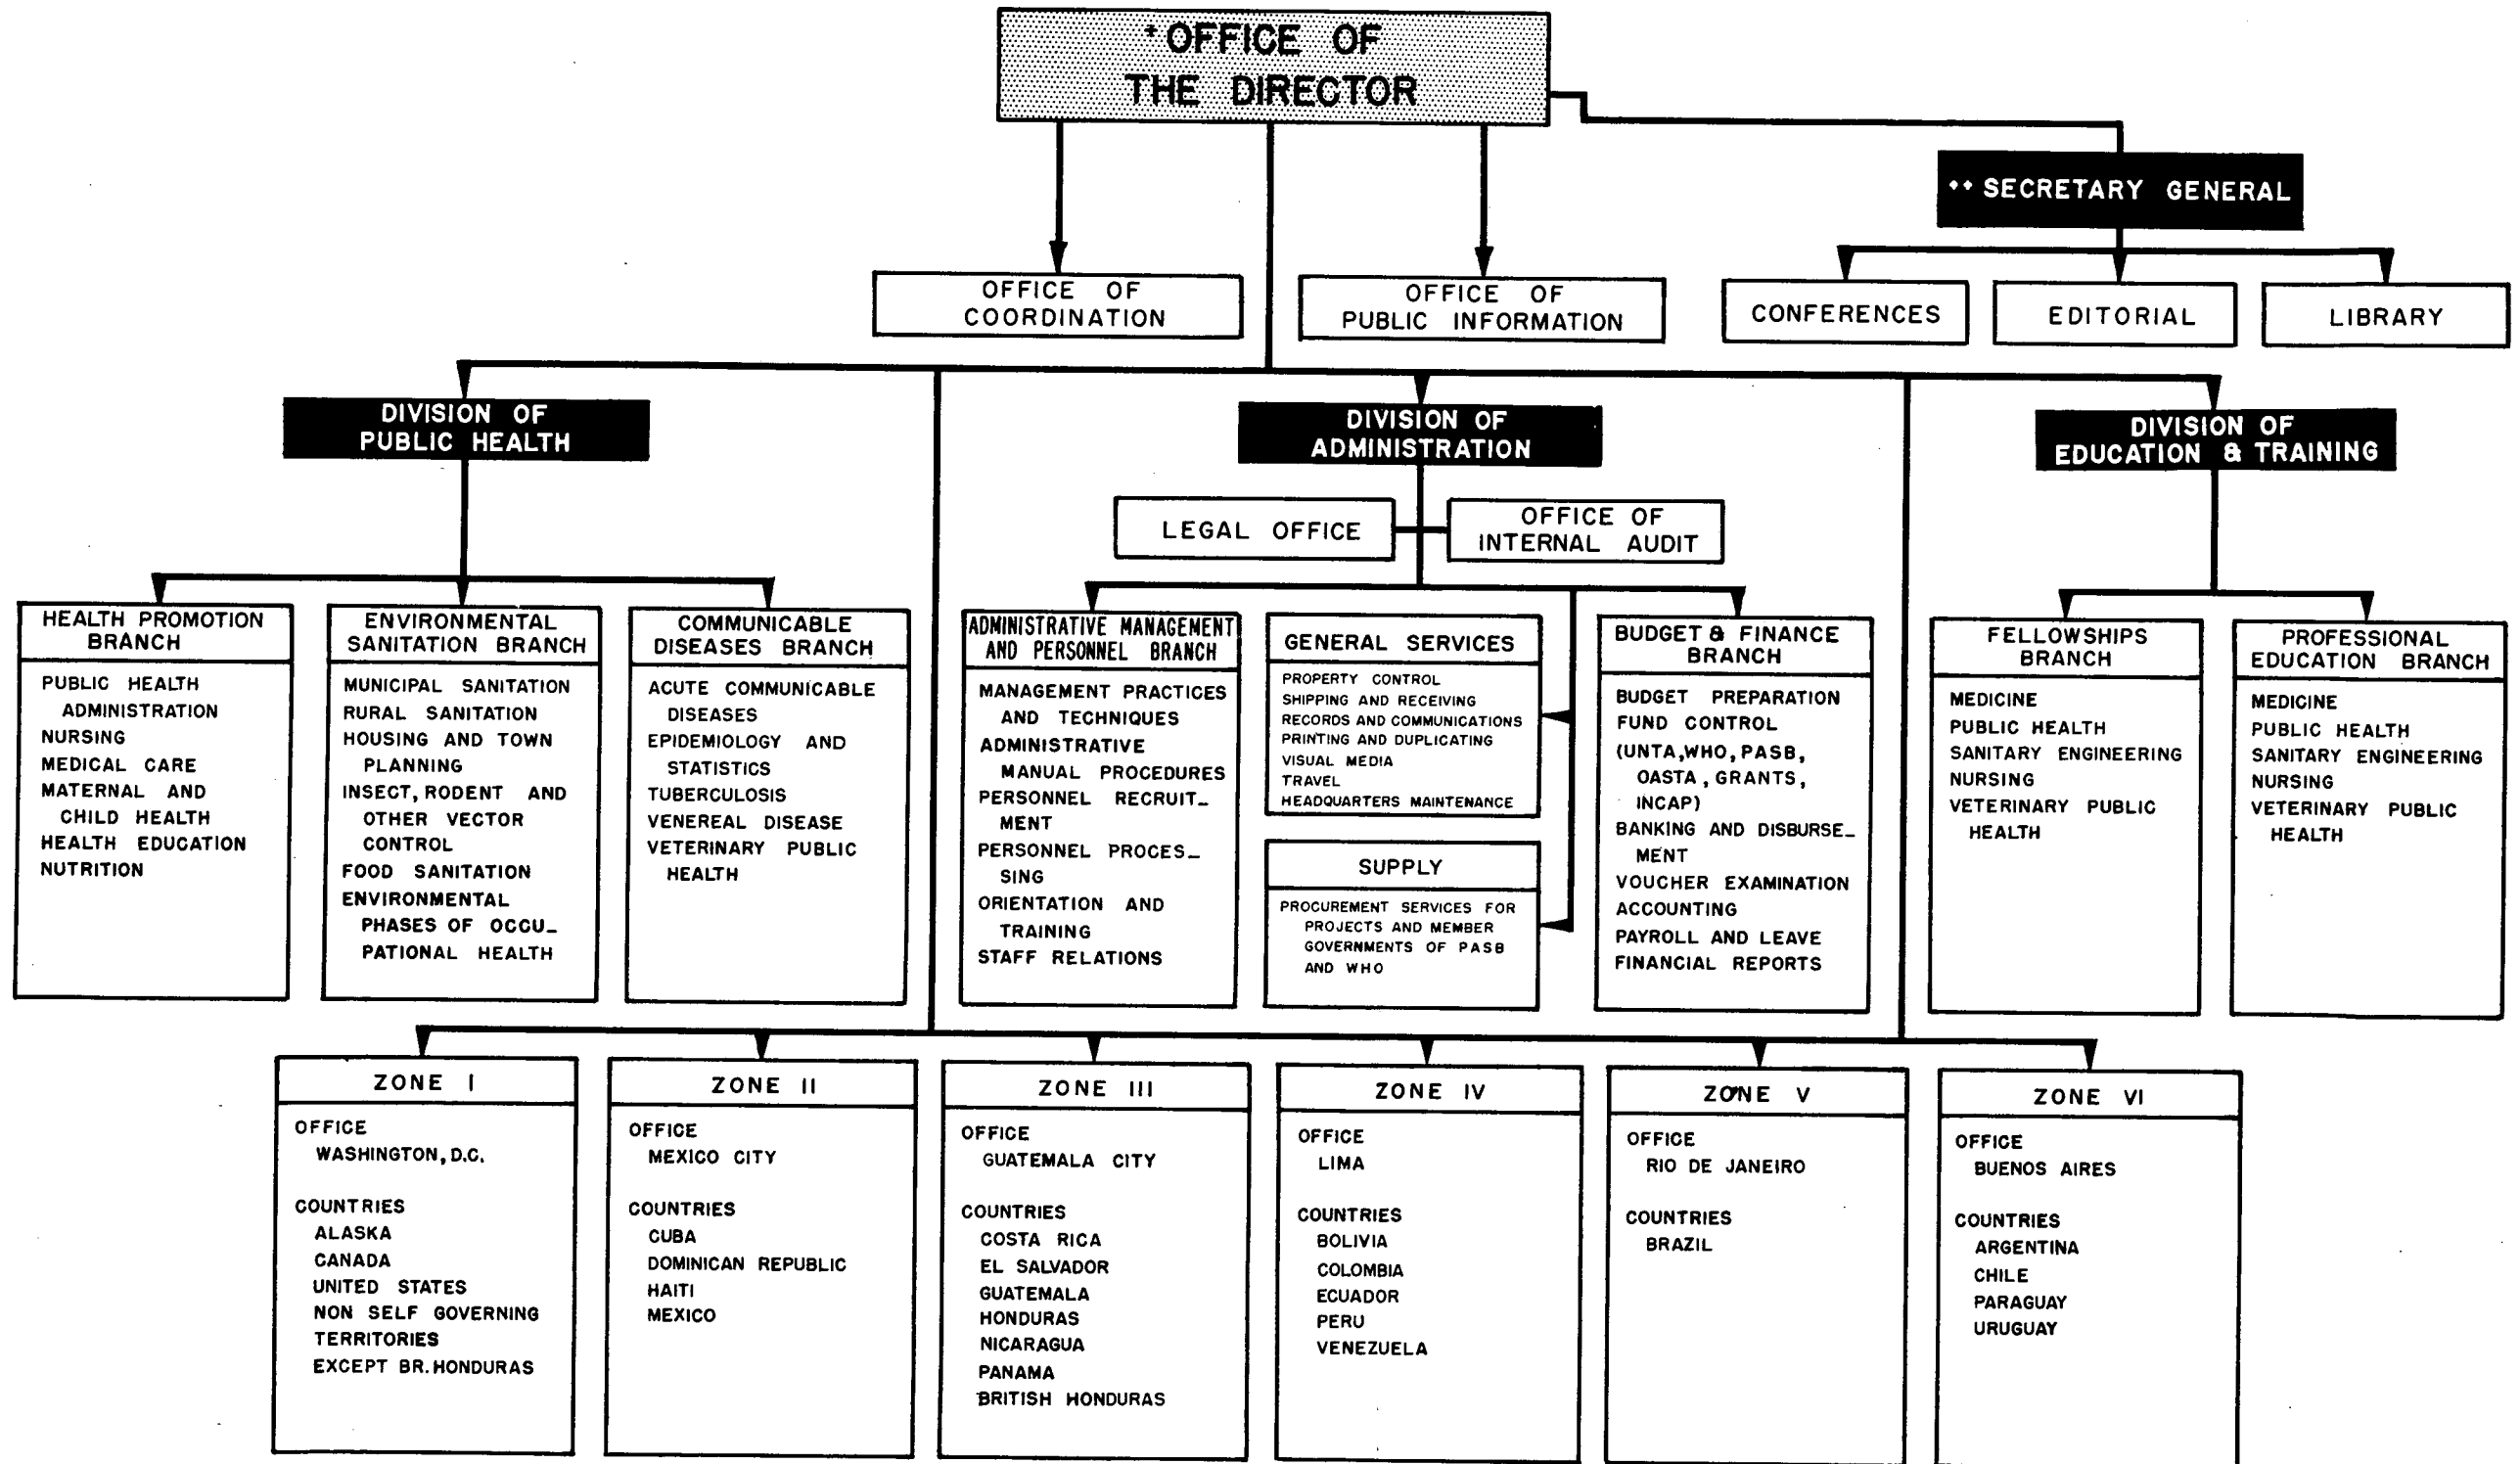 +OFFICE OF
THE DIRECTOR
** SECRETARY GENERAL
OFFICE OF
COORDINATION
OFFICE OF
PUBLIC INFORMATION
CONFERENCES
EDITORIAL
LIBRARY
DIVISION OF
PUBLIC HEALTH
DIVISION OF
ADMINISTRATION
DIVISION OF
EDUCATION & TRAINING
LEGAL OFFICE
OFFICE OF
INTERNAL AUDIT
HEALTH PROMOTION
BRANCH
PUBLIC HEALTH
ADMINISTRATION
NURSING
MEDICAL CARE
MATERNAL AND
CHILD HEALTH
HEALTH EDUCATION
NUTRITION
ENVIRONMENTAL
SANITATION BRANCH
MUNICIPAL SANITATION
RURAL SANITATION
HOUSING AND TOWN
PLANNING
INSECT, RODENT AND
OTHER VECTOR
CONTROL
FOOD SANITATION
ENVIRONMENTAL
PHASES OF OCCU_
PATIONAL HEALTH
COMMUNICABLE
DISEASES BRANCH
ACUTE COMMUNICABLE
DISEASES
EPIDEMIOLOGY AND
STATISTICS
TUBERCULOSIS
VENEREAL DISEASE
VETERINARY PUBLIC
HEALTH
ADMINISTRATIVE MANAGEMENT
AND PERSONNEL BRANCH
MANAGEMENT PRACTICES
AND TECHNIQUES
ADMINISTRATIVE
MANUAL PROCEDURES
PERSONNEL RECRUIT_
MENT
PERSONNEL PROCES_
SING
ORIENTATION AND
TRAINING
STAFF RELATIONS
GENERAL SERVICES
PROPERTY CONTROL
SHIPPING AND RECEIVING
RECORDS AND COMMUNICATIONS
PRINTING AND DUPLICATING
VISUAL MEDIA
TRAVEL
HEADQUARTERS MAINTENANCE
SUPPLY
PROCUREMENT SERVICES FOR
PROJECTS AND MEMBER
GOVERNMENTS OF PASB
AND WHO
BUDGET & FINANCE
BRANCH
BUDGET PREPARATION
FUND CONTROL
(UNTA, WHO, PASB,
OASTA, GRANTS,
INCAP)
BANKING AND DISBURSE_
MENT
VOUCHER EXAMINATION
ACCOUNTING
PAYROLL AND LEAVE
FINANCIAL REPORTS
FELLOWSHIPS
BRANCH
MEDICINE
PUBLIC HEALTH
SANITARY ENGINEERING
NURSING
VETERINARY PUBLIC
HEALTH
PROFESSIONAL
EDUCATION BRANCH
MEDICINE
PUBLIC HEALTH
SANITARY ENGINEERING
NURSING
VETERINARY PUBLIC
HEALTH
ZONE I
OFFICE
WASHINGTON, D.C.
COUNTRIES
ALASKA
CANADA
UNITED STATES
NON SELF GOVERNING
TERRITORIES
EXCEPT BR. HONDURAS
ZONE II
OFFICE
MEXICO CITY
COUNTRIES
CUBA
DOMINICAN REPUBLIC
HAITI
MEXICO
ZONE III
OFFICE
GUATEMALA CITY
COUNTRIES
COSTA RICA
EL SALVADOR
GUATEMALA
HONDURAS
NICARAGUA
PANAMA
BRITISH HONDURAS
ZONE IV
OFFICE
LIMA
COUNTRIES
BOLIVIA
COLOMBIA
ECUADOR
PERU
VENEZUELA
ZONE V
OFFICE
RIO DE JANEIRO
COUNTRIES
BRAZIL
ZONE VI
OFFICE
BUENOS AIRES
COUNTRIES
ARGENTINA
CHILE
PARAGUAY
URUGUAY